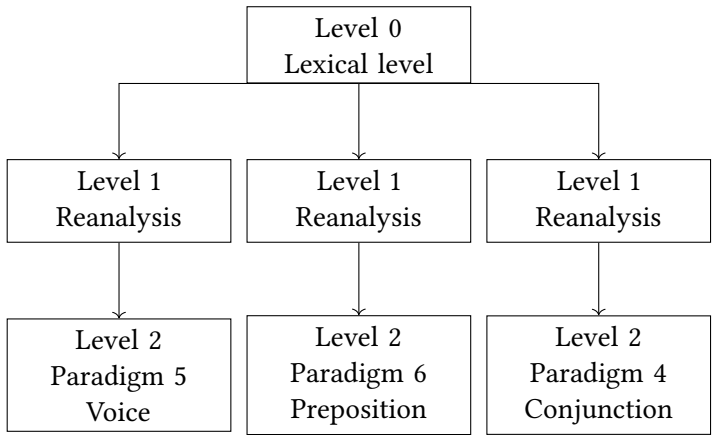 Level 0
Lexical level
Level 1
Reanalysis
Level 1
Reanalysis
Level 1
Reanalysis
Level 2
Paradigm 5
Voice
Level 2
Paradigm 6
Preposition
Level 2
Paradigm 4
Conjunction